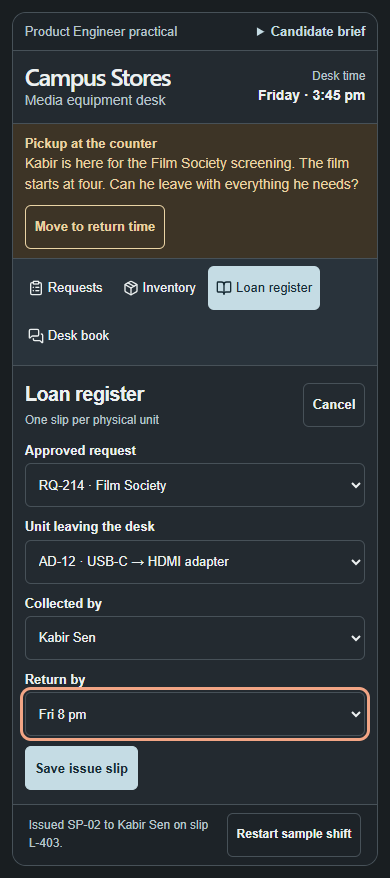 Product Engineer practical
▶ Candidate brief
Campus Stores
Media equipment desk
Desk time
Friday · 3:45 pm
Pickup at the counter
Kabir is here for the Film Society screening. The film
starts at four. Can he leave with everything he needs?
Move to return time
Requests
Inventory
Loan register
Desk book
Loan register
One slip per physical unit
Cancel
Approved request
RQ-214 · Film Society
Unit leaving the desk
AD-12 · USB-C → HDMI adapter
Collected by
Kabir Sen
Return by
Fri 8 pm
Save issue slip
Issued SP-02 to Kabir Sen on slip
L-403.
Restart sample shift